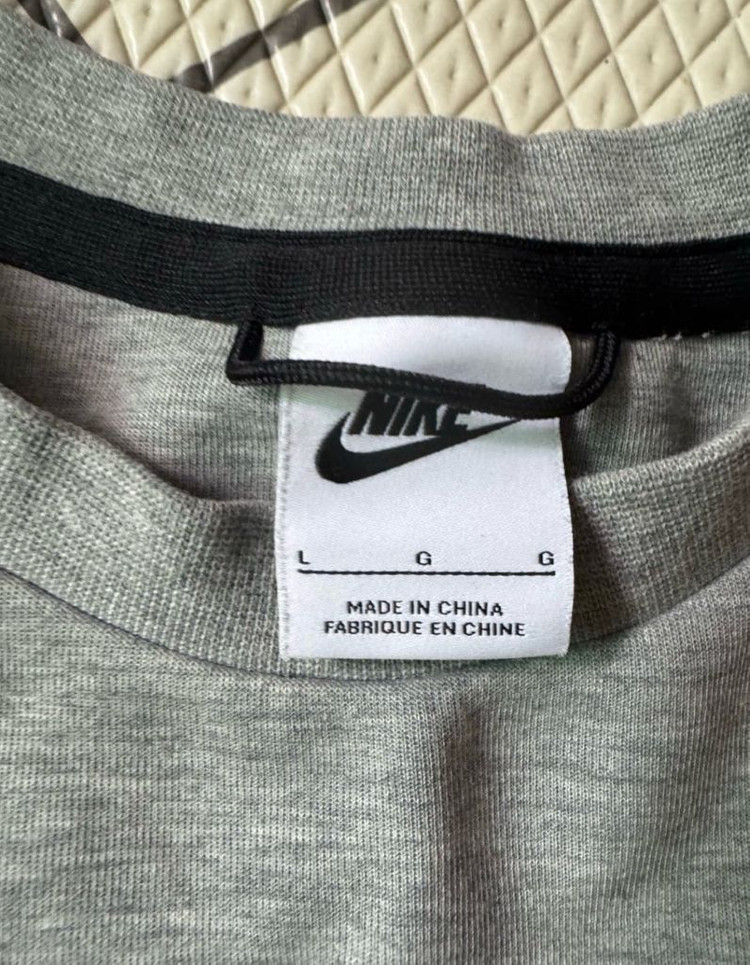 NIKE
L G G
MADE IN CHINA
FABRIQUE EN CHINE